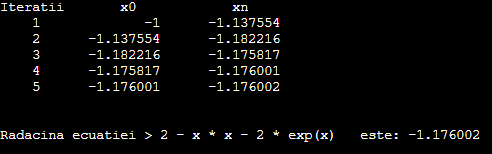 Iteratii x0 xn
1 -1 -1.137554
2 -1.137554 -1.182216
3 -1.182216 -1.175817
4 -1.175817 -1.176001
5 -1.176001 -1.176002
Radacina ecuatiei > 2 - x * x - 2 * exp(x) este: -1.176002